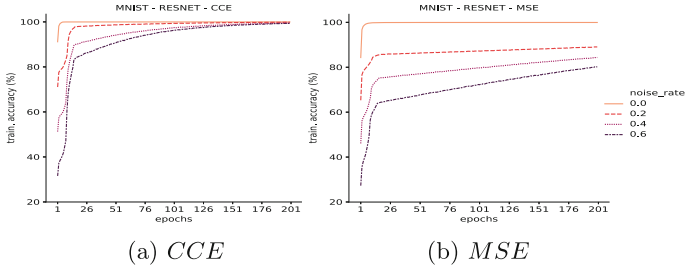 MNIST - RESNET - CCE
train. accuracy (%)
100
80
60
40
20
1 26 51 76 101 126 151 176 201
epochs
(a) CCE
MNIST - RESNET - MSE
train. accuracy (%)
100
80
60
40
20
1 26 51 76 101 126 151 176 201
epochs
(b) MSE
noise_rate
0.0
0.2
0.4
0.6